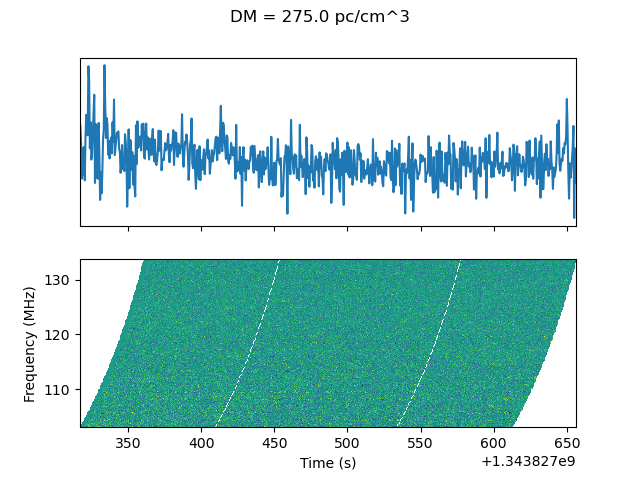 DM = 275.0 pc/cm^3
130
120
110
Frequency (MHz)
350 400 450 500 550 600 650
Time (s)
+1.343827e9